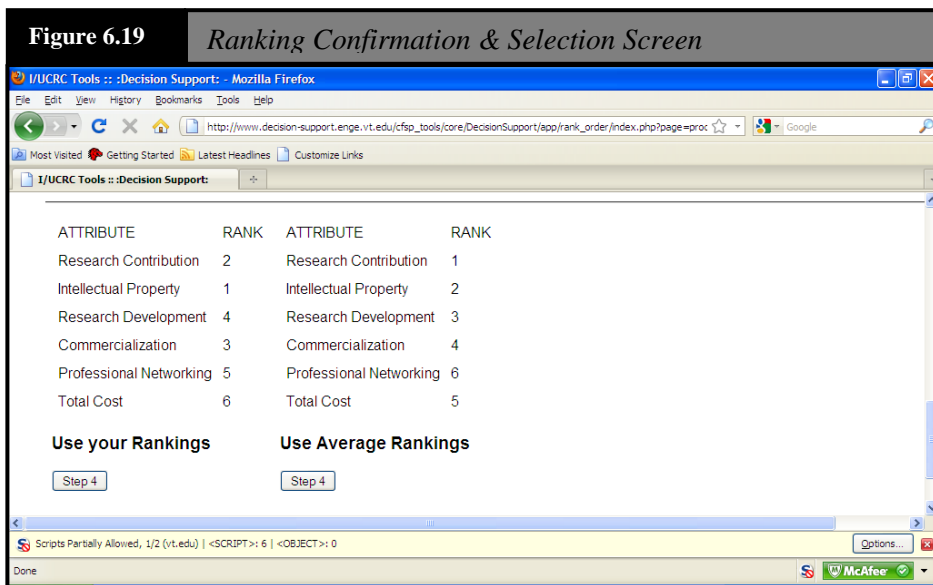 Figure 6.19 Ranking Confirmation & Selection Screen
I/UCRC Tools :: :Decision Support: - Mozilla Firefox
File Edit View History Bookmarks Tools Help
http://www.decision-support.enge.vt.edu/cfsp_tools/core/DecisionSupport/app/rank_order/index.php?page=proc Google
Most Visited Getting Started Latest Headlines Customize Links
I/UCRC Tools :: :Decision Support:
ATTRIBUTE RANK ATTRIBUTE RANK
Research Contribution 2 Research Contribution 1
Intellectual Property 1 Intellectual Property 2
Research Development 4 Research Development 3
Commercialization 3 Commercialization 4
Professional Networking 5 Professional Networking 6
Total Cost 6 Total Cost 5
Use your Rankings Use Average Rankings
Step 4 Step 4
Scripts Partially Allowed, 1/2 (vt.edu) | <SCRIPT>: 6 | <OBJECT>: 0 Options...
Done McAfee